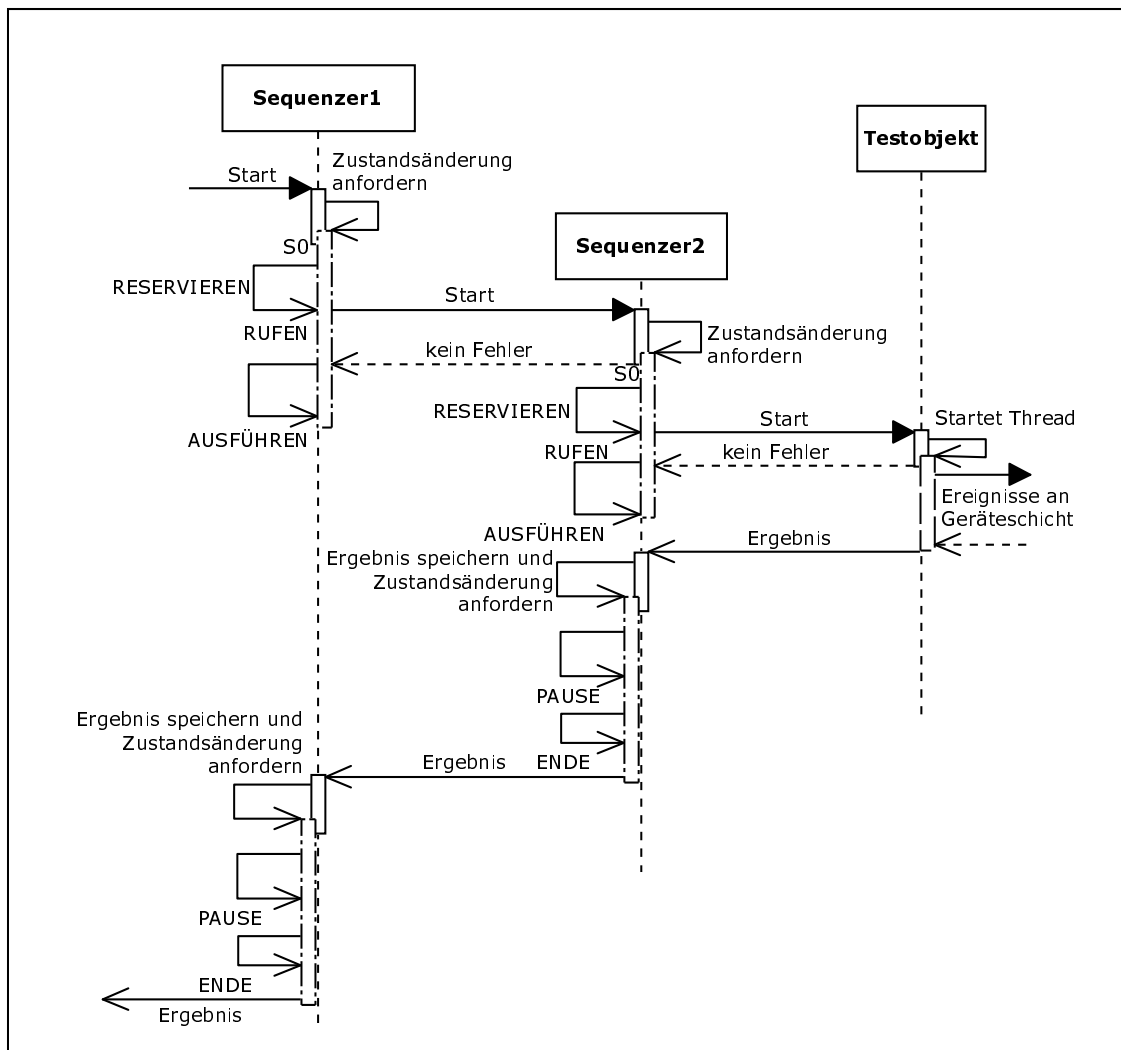 Sequenzer1
Testobjekt
Zustandsänderung
anfordern
Start
Sequenzer2
S0
RESERVIEREN
Start
RUFEN
Zustandsänderung
anfordern
kein Fehler
S0
AUSFÜHREN
RESERVIEREN
Start
Startet Thread
RUFEN
kein Fehler
Ereignisse an
Geräteschicht
AUSFÜHREN
Ergebnis
Ergebnis speichern und
Zustandsänderung
anfordern
PAUSE
Ergebnis speichern und
Zustandsänderung
anfordern
Ergebnis
ENDE
PAUSE
ENDE
Ergebnis